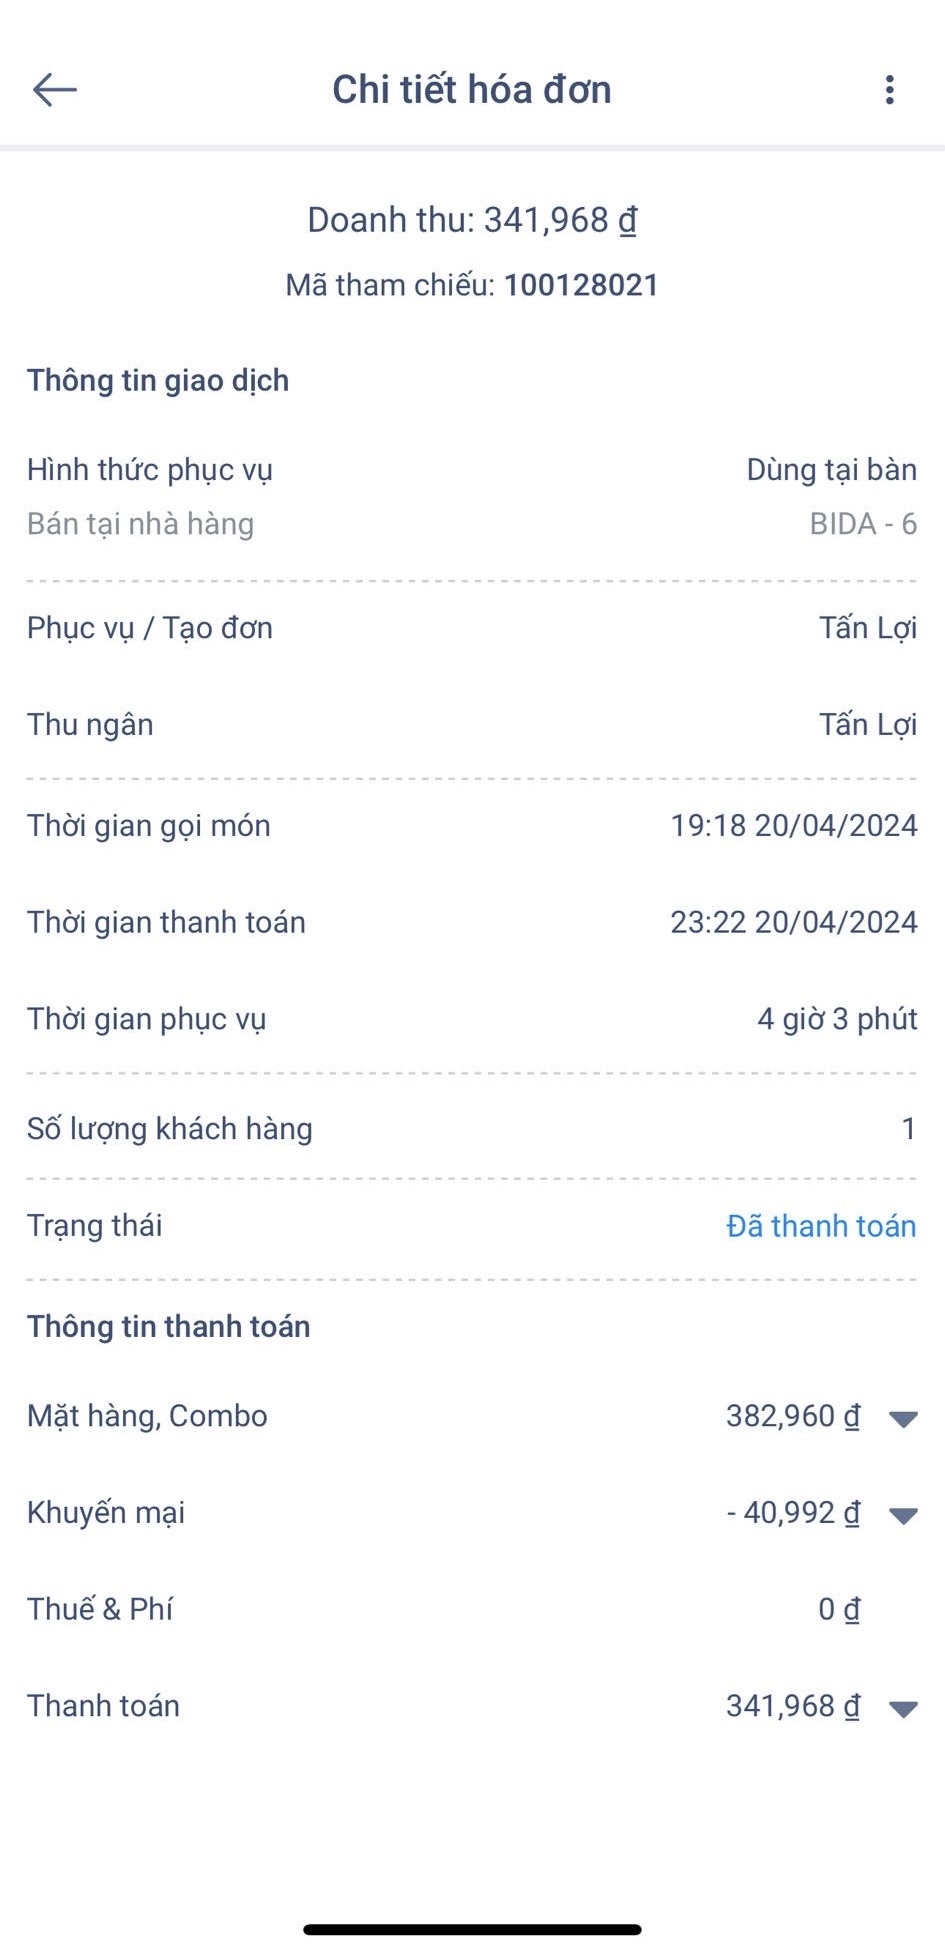 Chi tiết hóa đơn
Doanh thu: 341,968 ₫
Mã tham chiếu: 100128021
Thông tin giao dịch
Hình thức phục vụ Dùng tại bàn
Bán tại nhà hàng BIDA - 6
Phục vụ / Tạo đơn Tấn Lợi
Thu ngân Tấn Lợi
Thời gian gọi món 19:18 20/04/2024
Thời gian thanh toán 23:22 20/04/2024
Thời gian phục vụ 4 giờ 3 phút
Số lượng khách hàng 1
Trạng thái Đã thanh toán
Thông tin thanh toán
Mặt hàng, Combo 382,960 ₫
Khuyến mại - 40,992 ₫
Thuế & Phí 0 ₫
Thanh toán 341,968 ₫